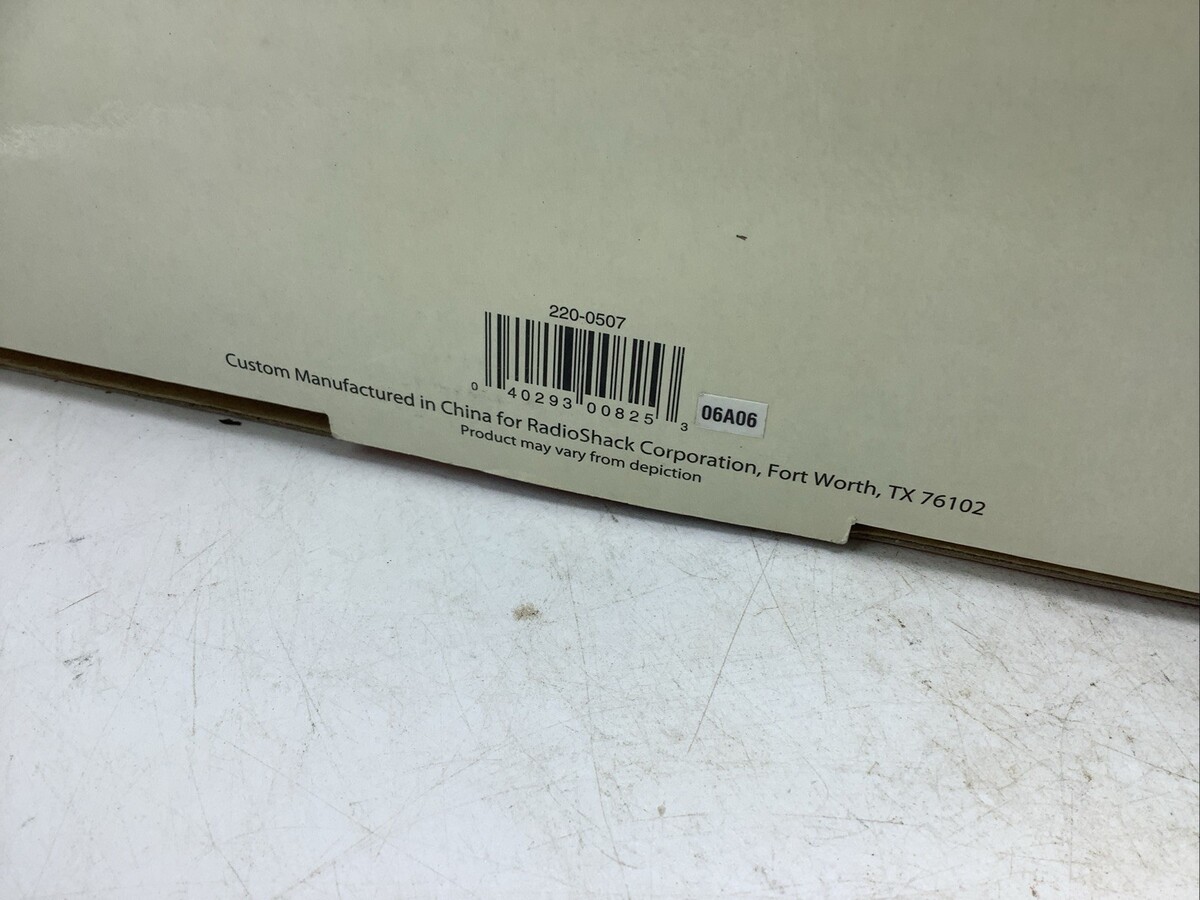 220-0507
0 40293 00825 3
06A06
Custom Manufactured in China for RadioShack Corporation, Fort Worth, TX 76102
Product may vary from depiction